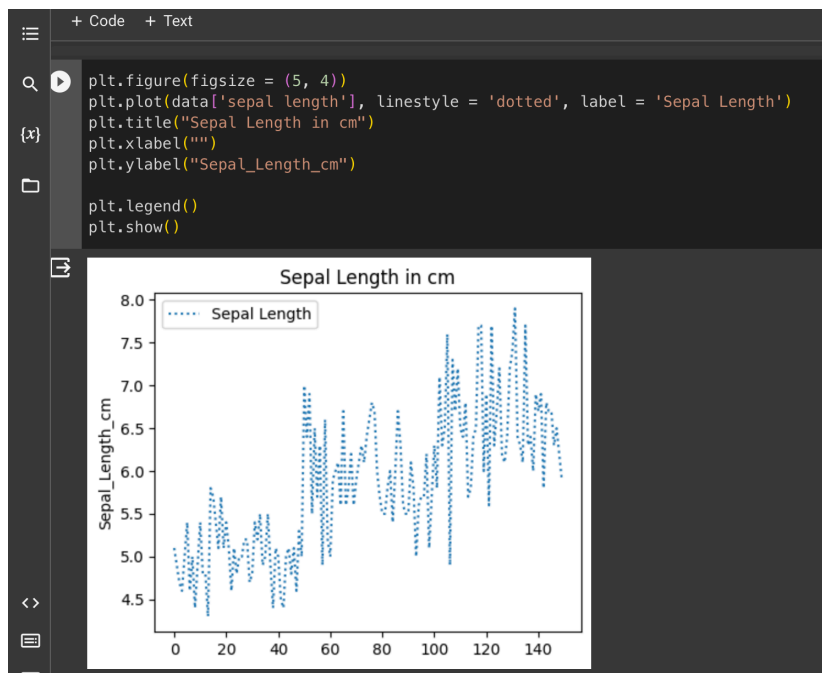 + Code + Text
{x}
plt.figure(figsize = (5, 4))
plt.plot(data['sepal length'], linestyle = 'dotted', label = 'Sepal Length')
plt.title("Sepal Length in cm")
plt.xlabel("")
plt.ylabel("Sepal_Length_cm")
plt.legend()
plt.show()
Sepal Length in cm
Sepal Length
Sepal_Length_cm
8.0
7.5
7.0
6.5
6.0
5.5
5.0
4.5
0 20 40 60 80 100 120 140
<>